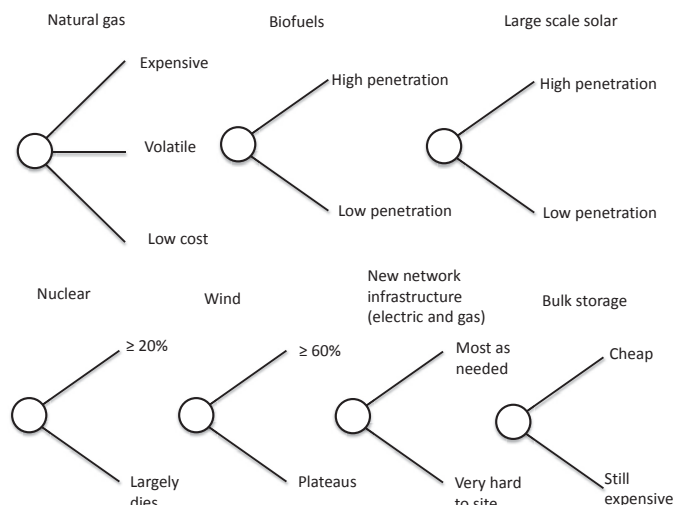 Natural gas
Biofuels
Large scale solar
Expensive
Volatile
Low cost
High penetration
Low penetration
High penetration
Low penetration
Nuclear
Wind
New network
infrastructure
(electric and gas)
Bulk storage
≥ 20%
Largely
dies
≥ 60%
Plateaus
Most as
needed
Very hard
to site
Cheap
Still
expensive